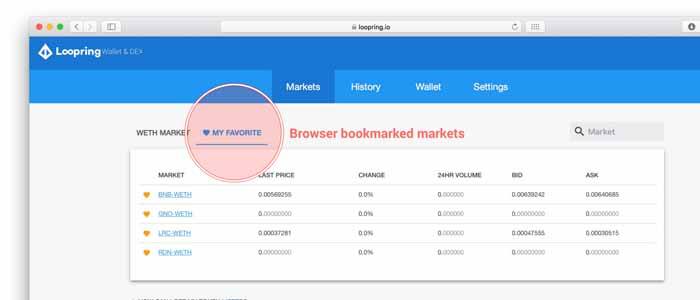 loopring.io
Loopring Wallet & DEX
Markets History Wallet Settings
WETH MARKET MY FAVORITE Browser bookmarked markets Market
MARKET LAST PRICE CHANGE 24HR VOLUME BID ASK
BNB-WETH 0.00569255 0.0% 0.000000 0.00639242 0.00640685
GNO-WETH 0.00000000 0.0% 0.000000 0.00000000 0.00000000
LRC-WETH 0.00037281 0.0% 0.000000 0.00047555 0.00030515
RDN-WETH 0.00000000 0.0% 0.000000 0.00000000 0.00000000